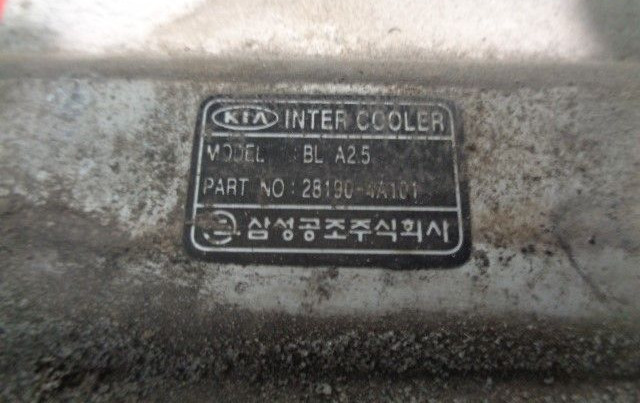 KIA INTER COOLER
MODEL : BL A2.5
PART NO : 28190-4A101
삼성공조주식회사